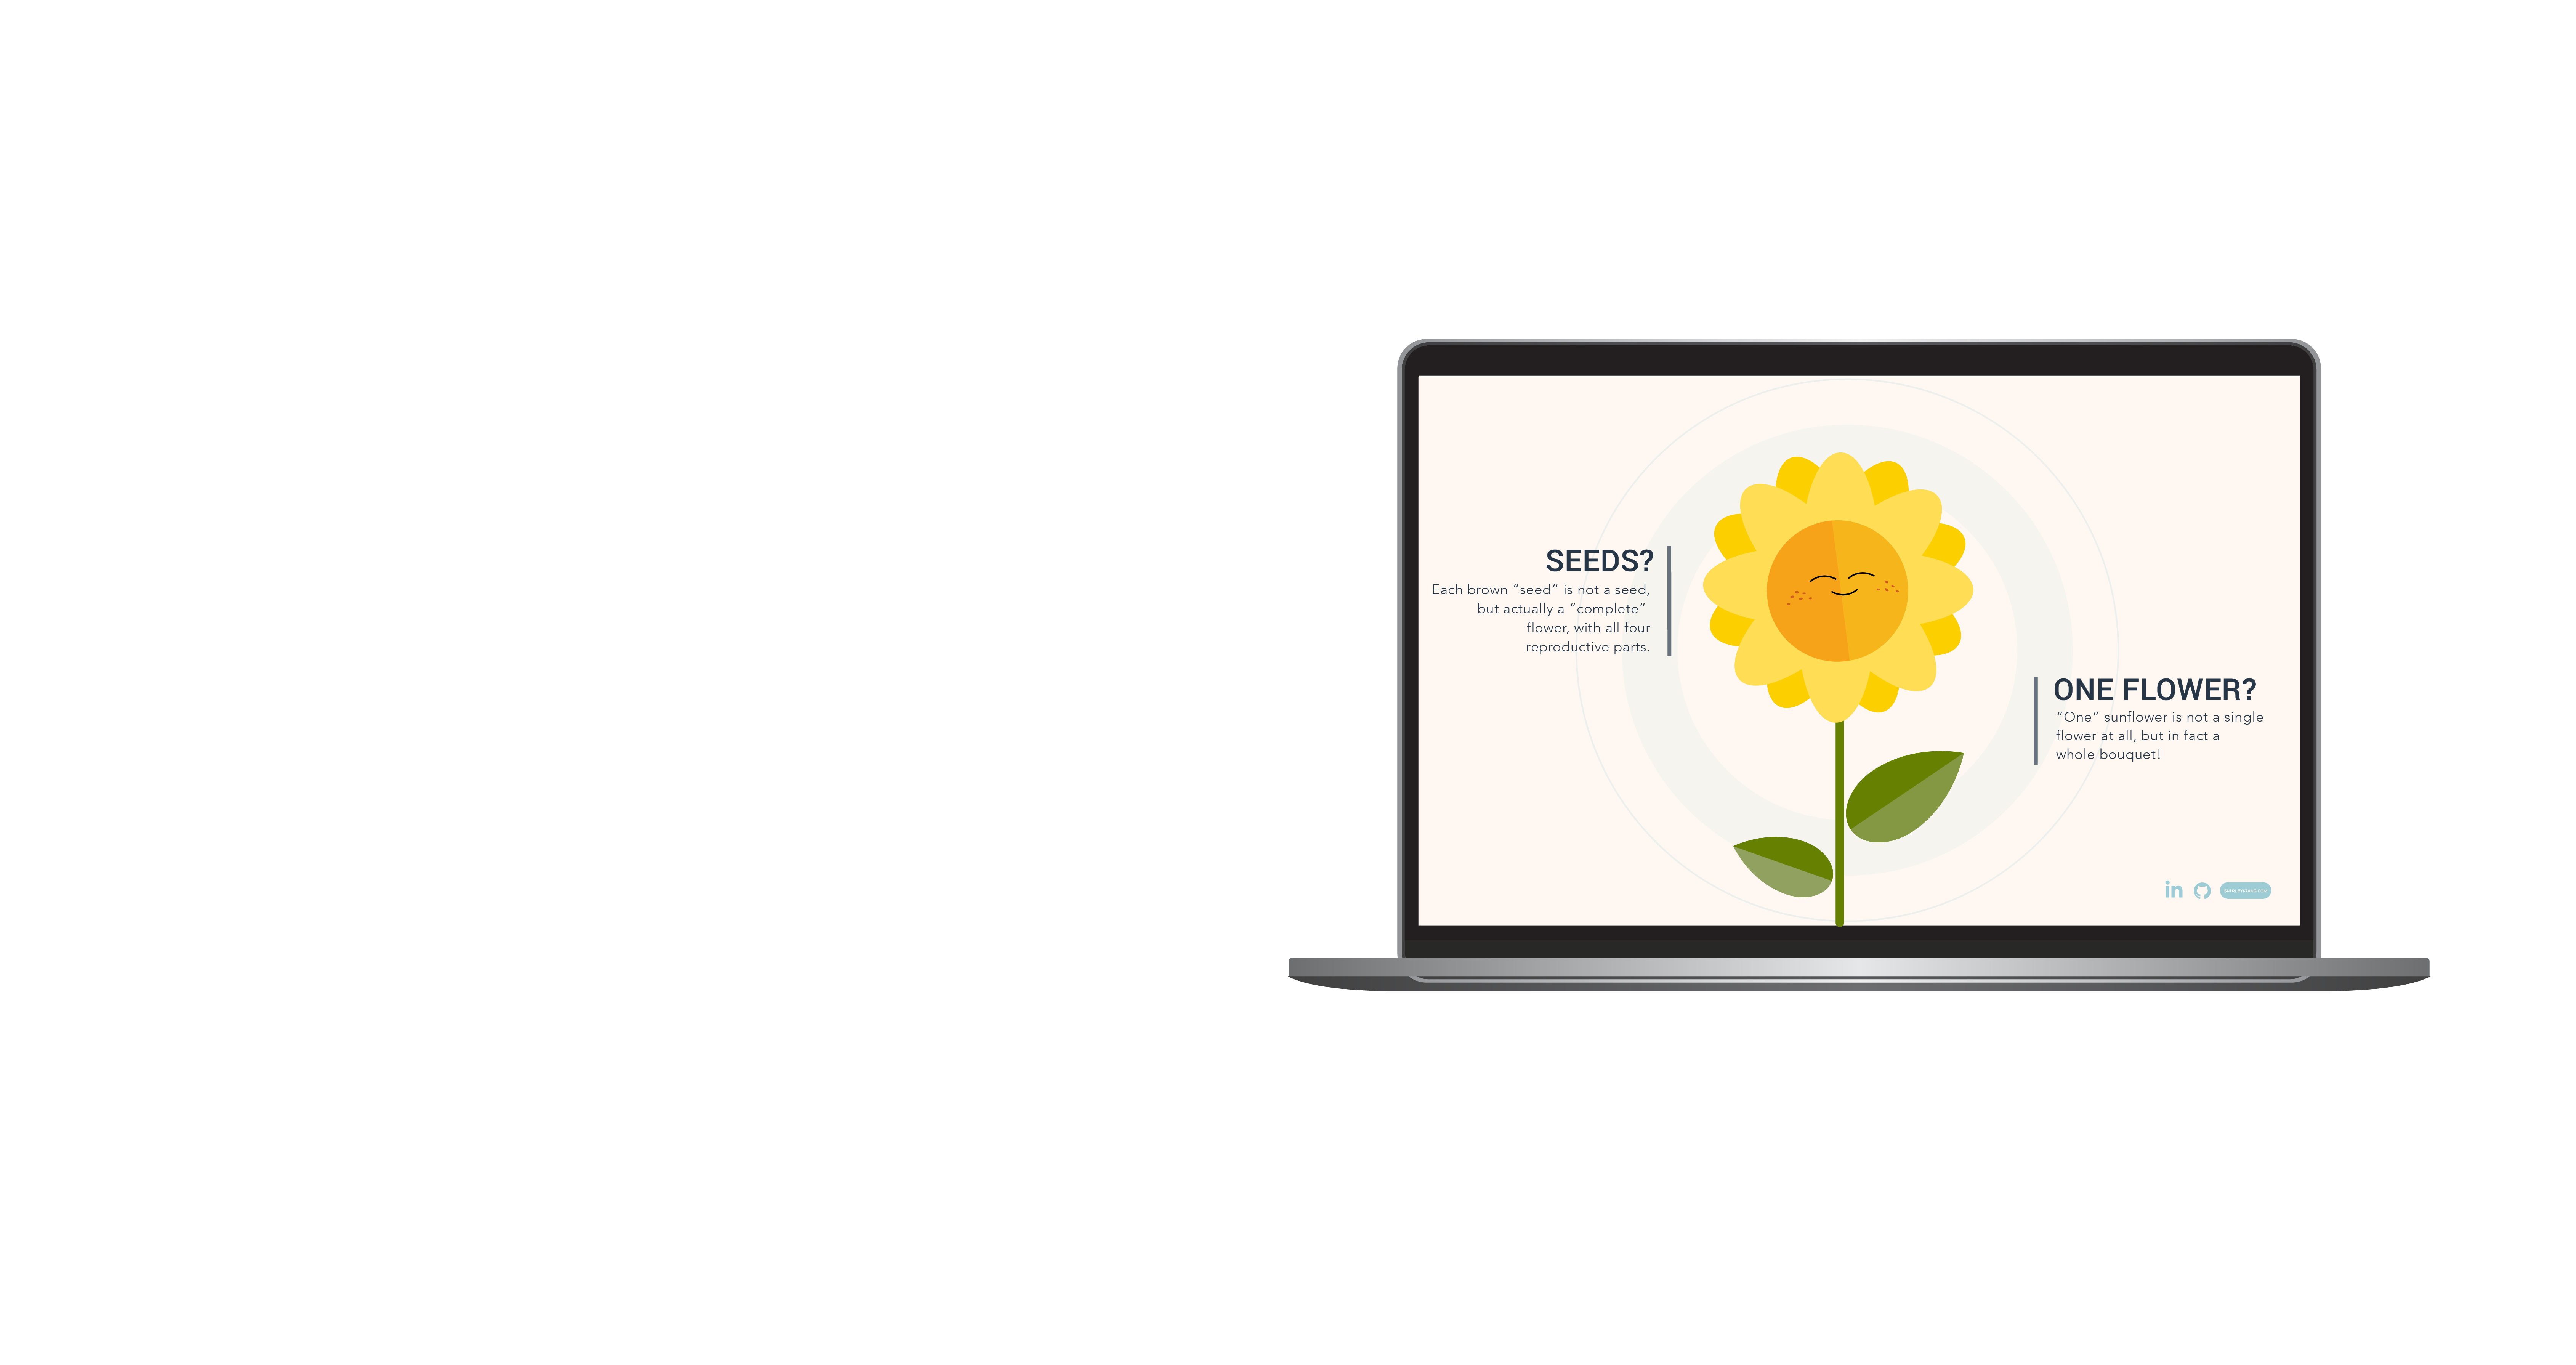 SEEDS?
Each brown “seed” is not a seed,
but actually a “complete”
flower, with all four
reproductive parts.
ONE FLOWER?
“One” sunflower is not a single
flower at all, but in fact a
whole bouquet!
in